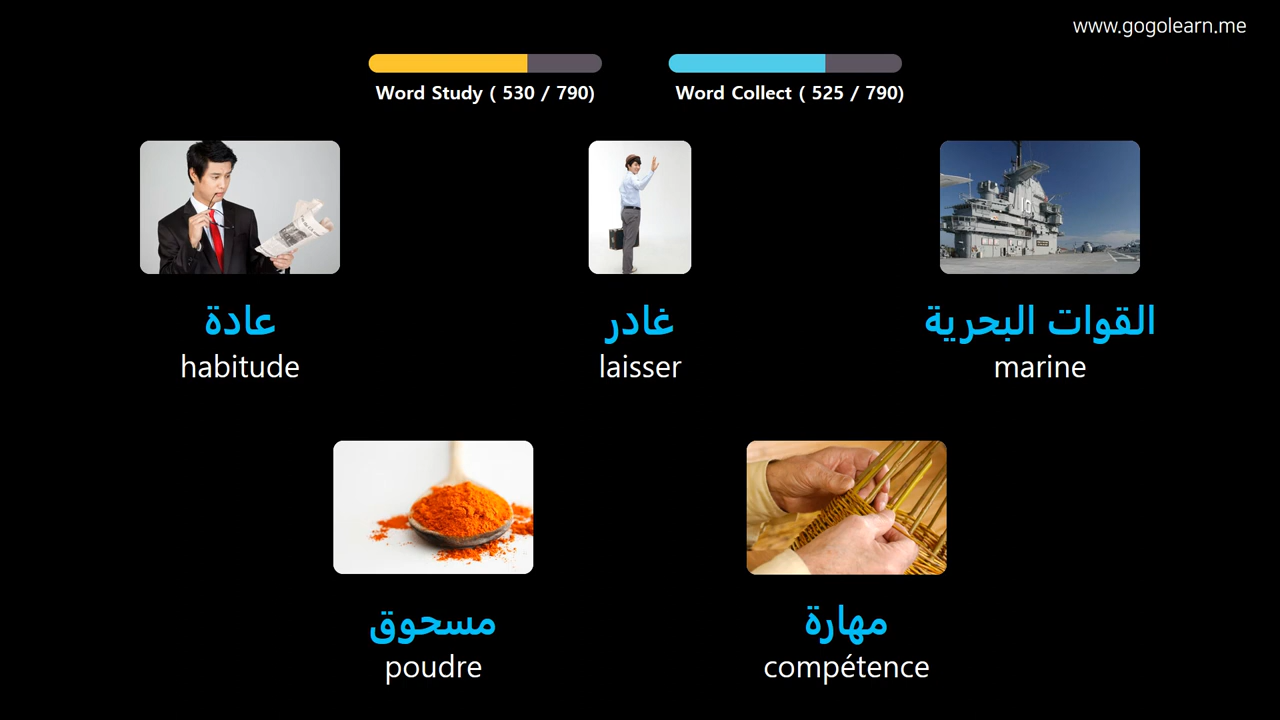 www.gogolearn.me
Word Study ( 530 / 790)
Word Collect ( 525 / 790)
عادة
habitude
غادر
laisser
القوات البحرية
marine
مسحوق
poudre
مهارة
compétence